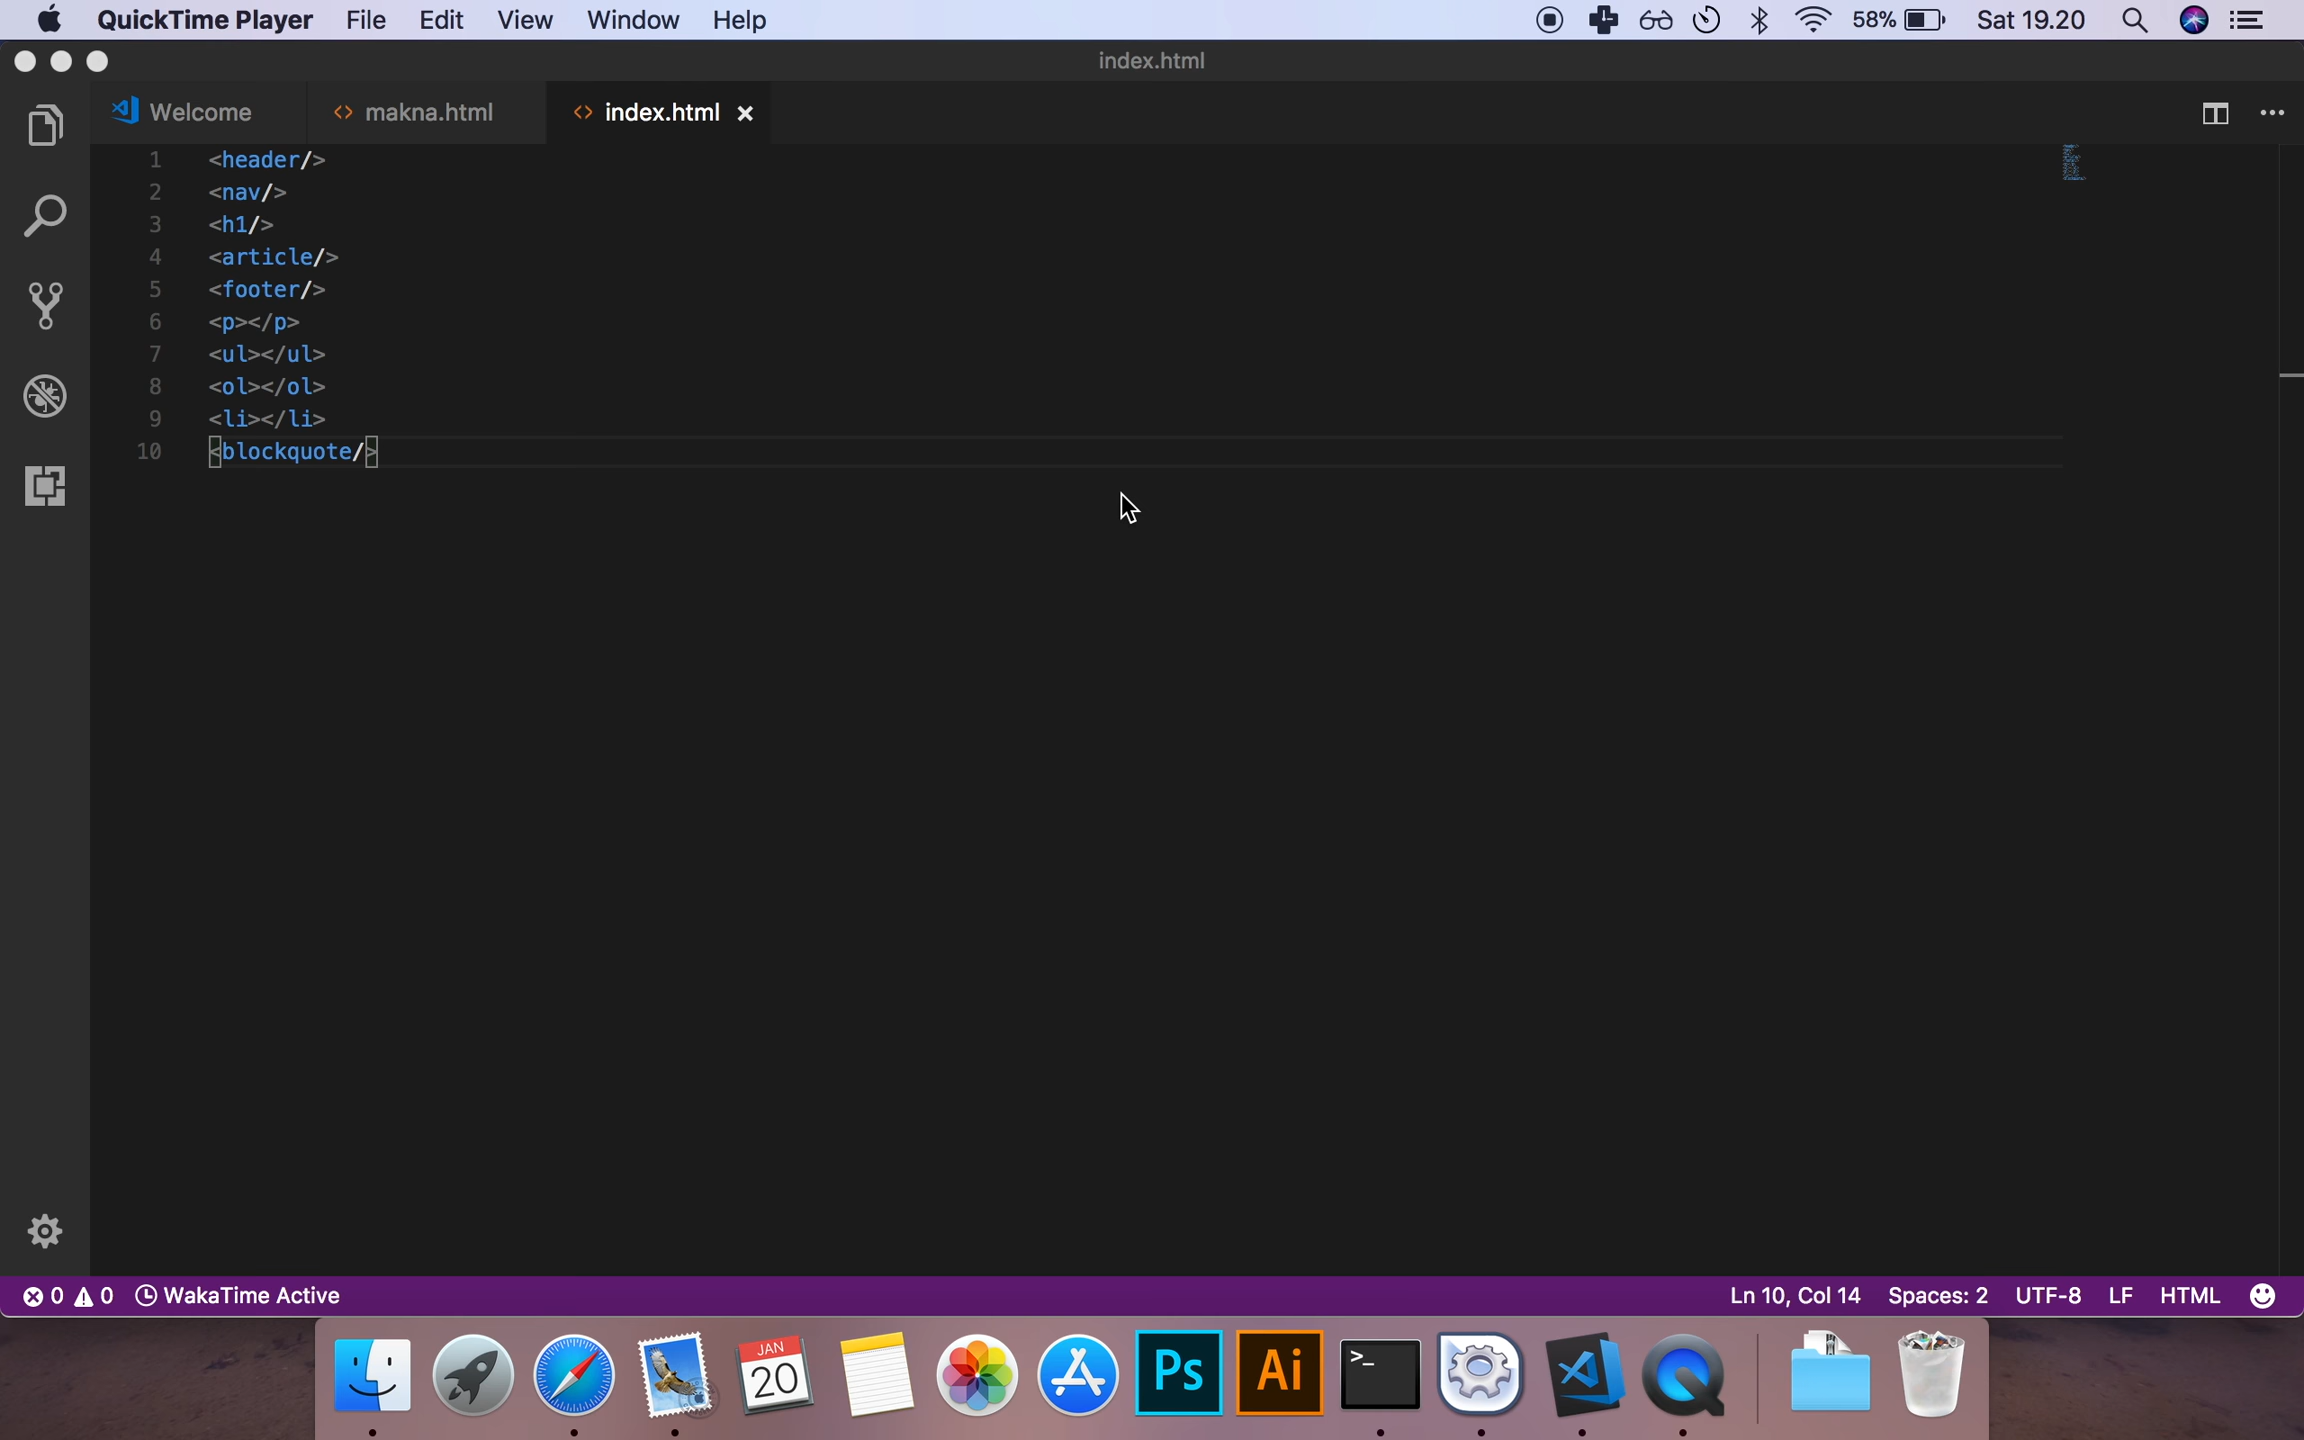 QuickTime Player File Edit View Window Help 58% Sat 19.20
index.html
Welcome makna.html index.html
1 <header/>
2 <nav/>
3 <h1/>
4 <article/>
5 <footer/>
6 <p></p>
7 <ul></ul>
8 <ol></ol>
9 <li></li>
10 <blockquote/>
0 0 WakaTime Active Ln 10, Col 14 Spaces: 2 UTF-8 LF HTML
JAN
20
Ps
Ai
>_